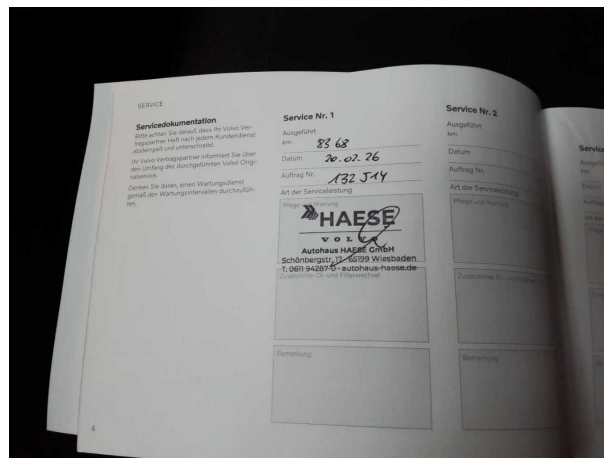 SERVICE
Servicedokumentation
Bitte achten Sie darauf, dass Ihr Volvo Ver-
tragspartner Heft nach jedem Kundendienst
abstempelt und unterschreibt.
Ihr Volvo Vertragspartner informiert Sie über
den Umfang des durchgeführten Volvo Origi-
nalservice.
Denken Sie daran, einen Wartungsdienst
gemäß den Wartungsintervallen durchzufüh-
ren.
Service Nr. 1
Ausgeführt
km 8368
Datum 20.02.26
Auftrag Nr. 132 514
Art der Serviceleistung
Pflege und Wartung
HAESE
VOLVO
Autohaus HAESE GmbH
Schönbergstr. 17 · 65199 Wiesbaden
T. 0611 94287-0 · autohaus-haese.de
Zusätzlicher Öl- und Filterwechsel
Bemerkung
Service Nr. 2
Ausgeführt
km
Datum
Auftrag Nr.
Art der Serviceleistung
Pflege und Wartung
Zusätzlicher Öl- und Filterwechsel
Bemerkung
Service
km
Datum
8